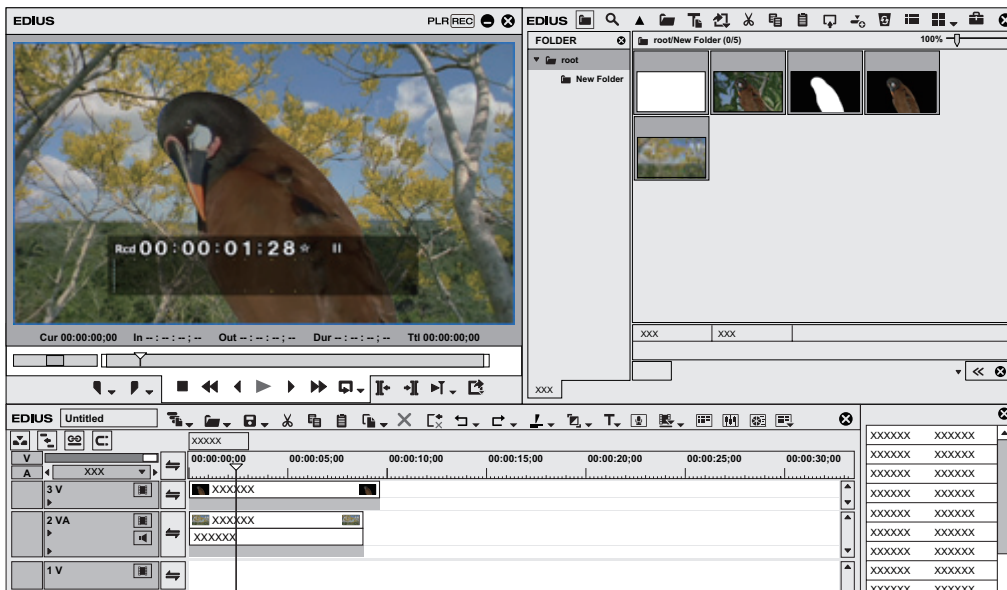 EDIUS PLR REC
Rcd 00:00:01:28
Cur 00:00:00;00 In --:--:--;-- Out --:--:--;-- Dur --:--:--;-- Ttl 00:00:00;00
EDIUS
FOLDER
root
New Folder
root/New Folder (0/5) 100%
XXX XXX
XXX
EDIUS Untitled
XXXXX
V
A XXX
00:00:00;00 00:00:05;00 00:00:10;00 00:00:15;00 00:00:20;00 00:00:25;00 00:00:30;00
3 V
XXXXXX
2 VA
XXXXXX
XXXXXX
1 V
XXXXXX XXXXXX
XXXXXX XXXXXX
XXXXXX XXXXXX
XXXXXX XXXXXX
XXXXXX XXXXXX
XXXXXX XXXXXX
XXXXXX XXXXXX
XXXXXX XXXXXX
XXXXXX XXXXXX